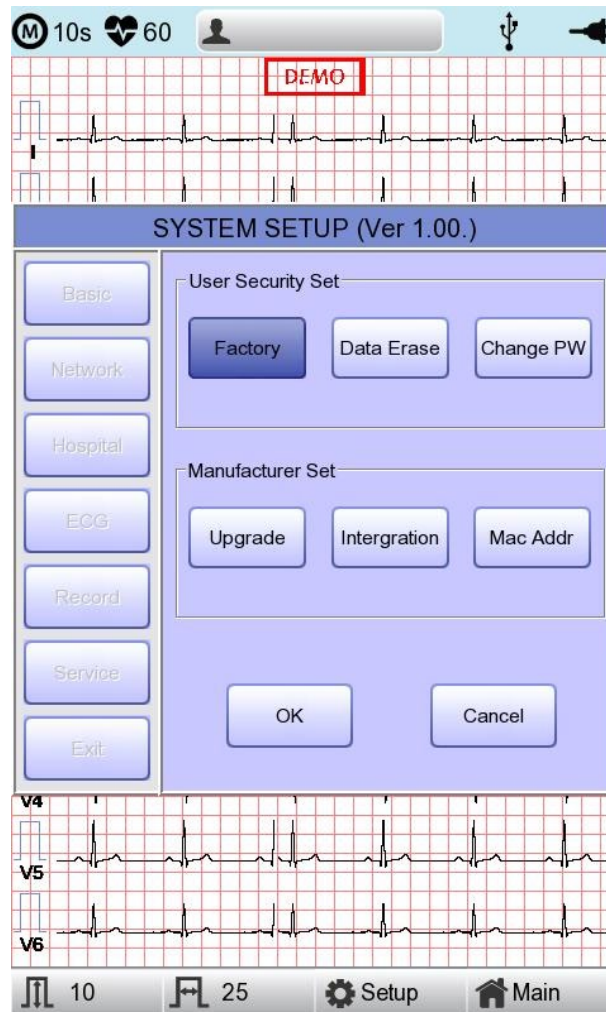 M 10s 60
DEMO
I
SYSTEM SETUP (Ver 1.00.)
Basic
Network
Hospital
ECG
Record
Service
Exit
User Security Set
Factory Data Erase Change PW
Manufacturer Set
Upgrade Intergration Mac Addr
OK Cancel
V4
V5
V6
10 25 Setup Main